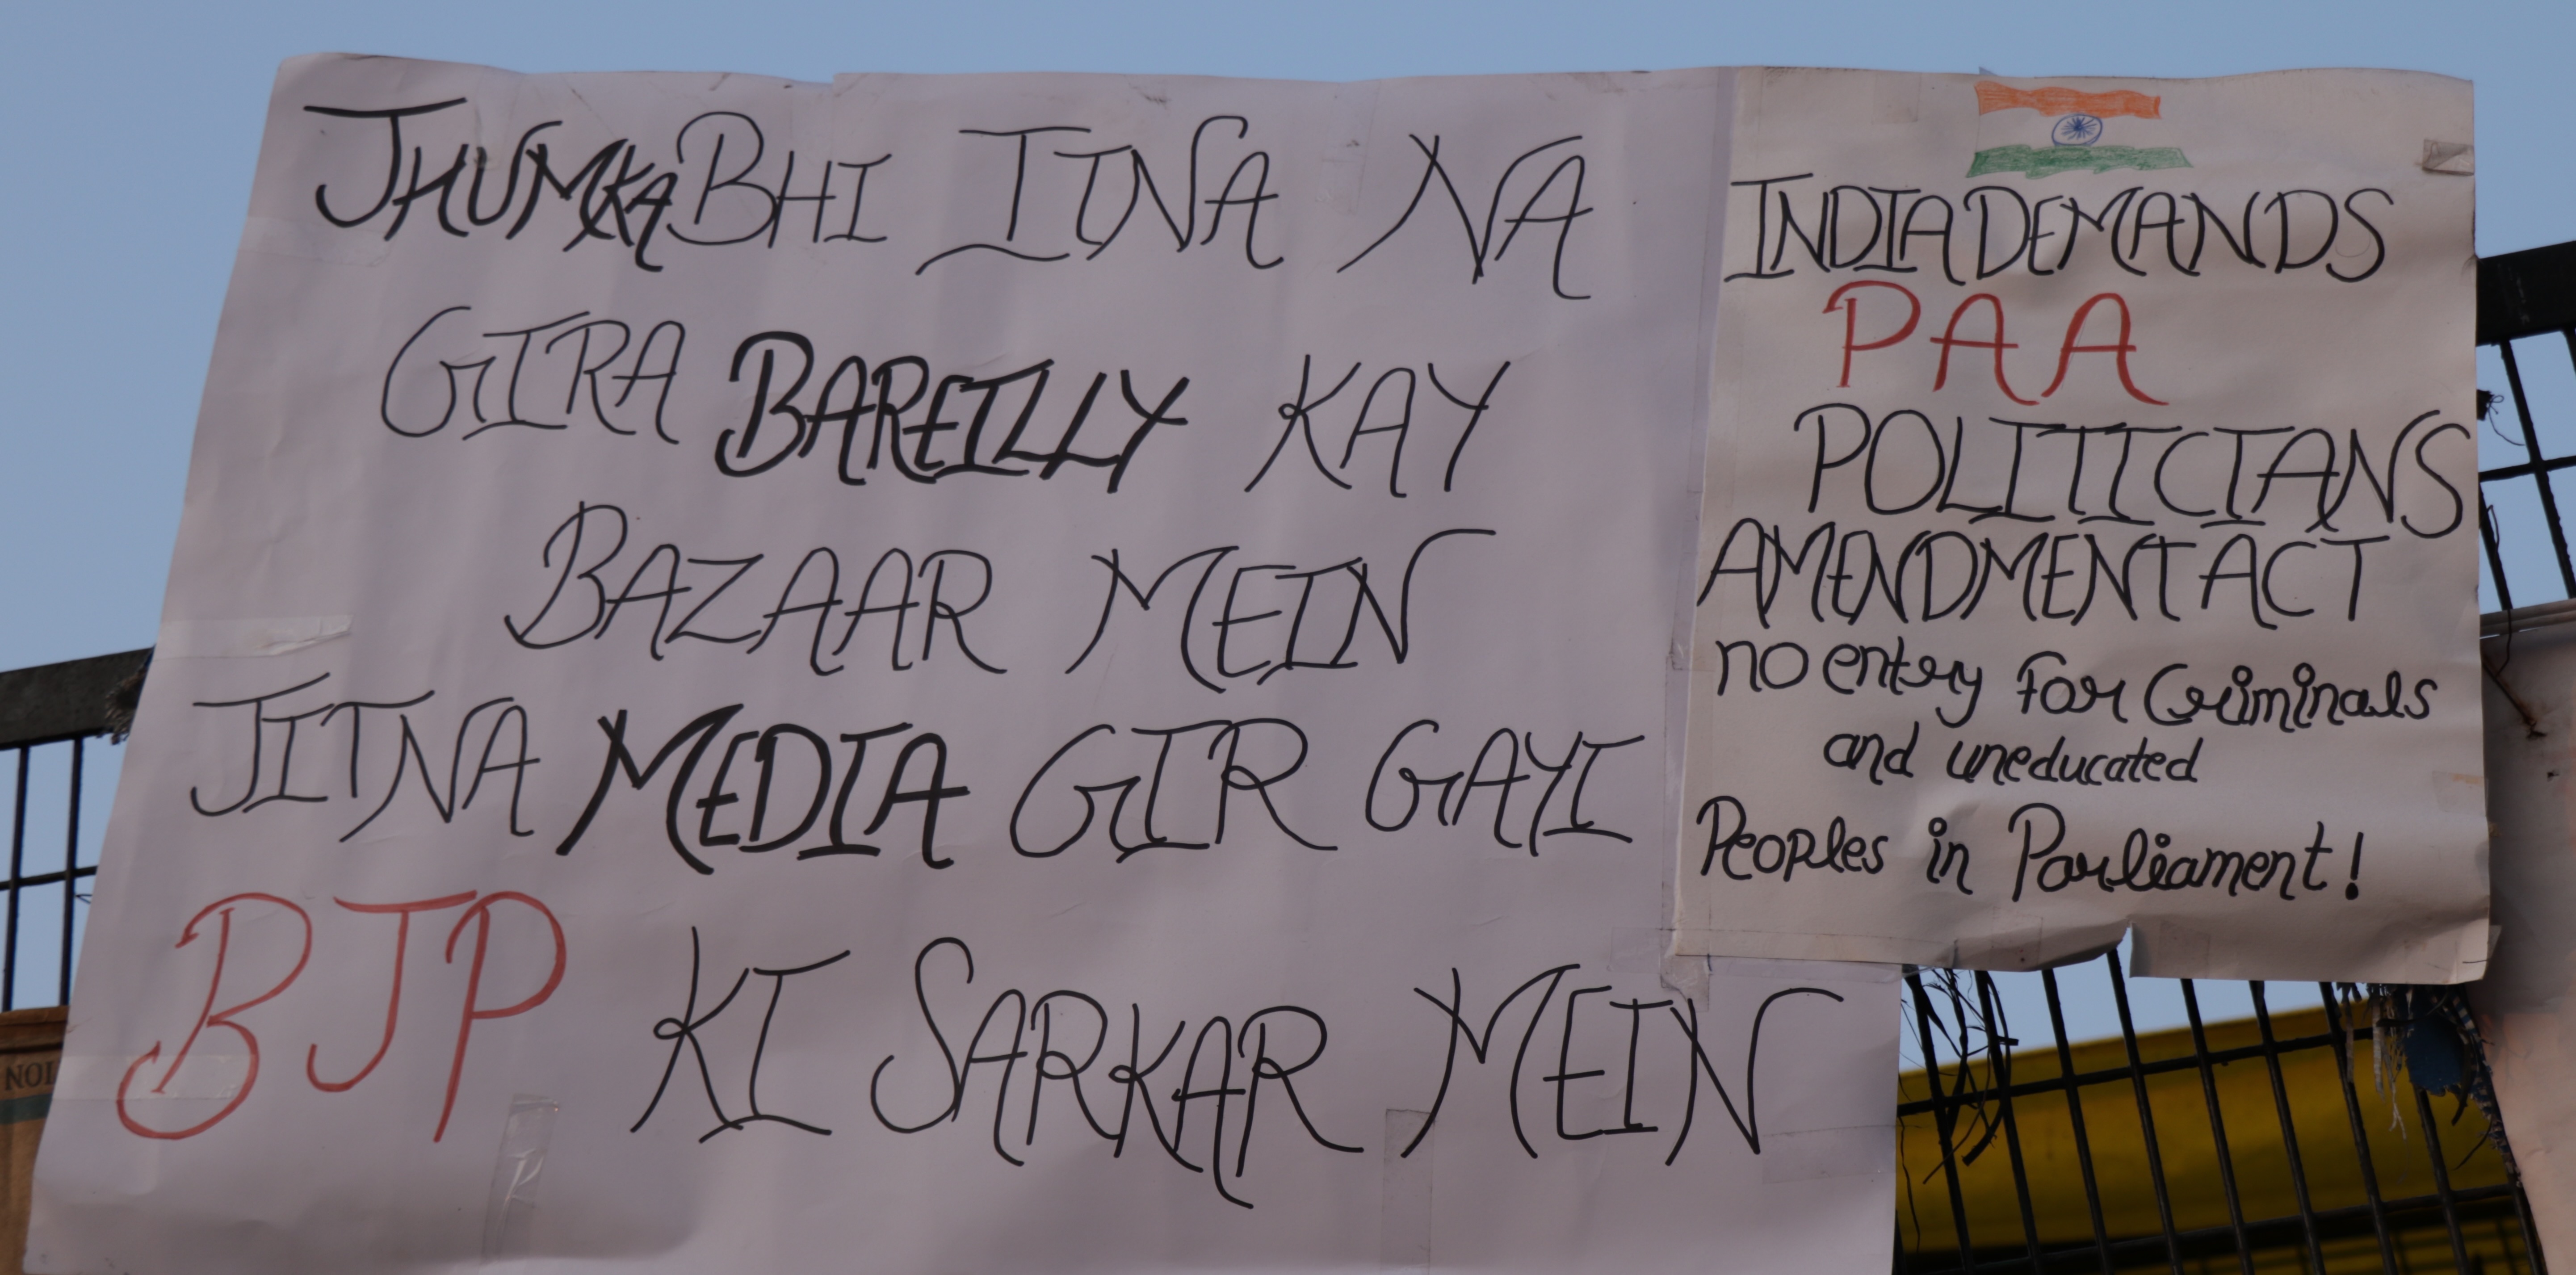 JHUMKA BHI ITNA NA
GIRA BAREILLY KAY
BAZAAR MEIN
JITNA MEDIA GIR GAYI
BJP KI SARKAR MEIN
INDIA DEMANDS
PAA
POLITICIANS
AMENDMENT ACT
no entry for Criminals
and uneducated
Peoples in Parliament!
NOI